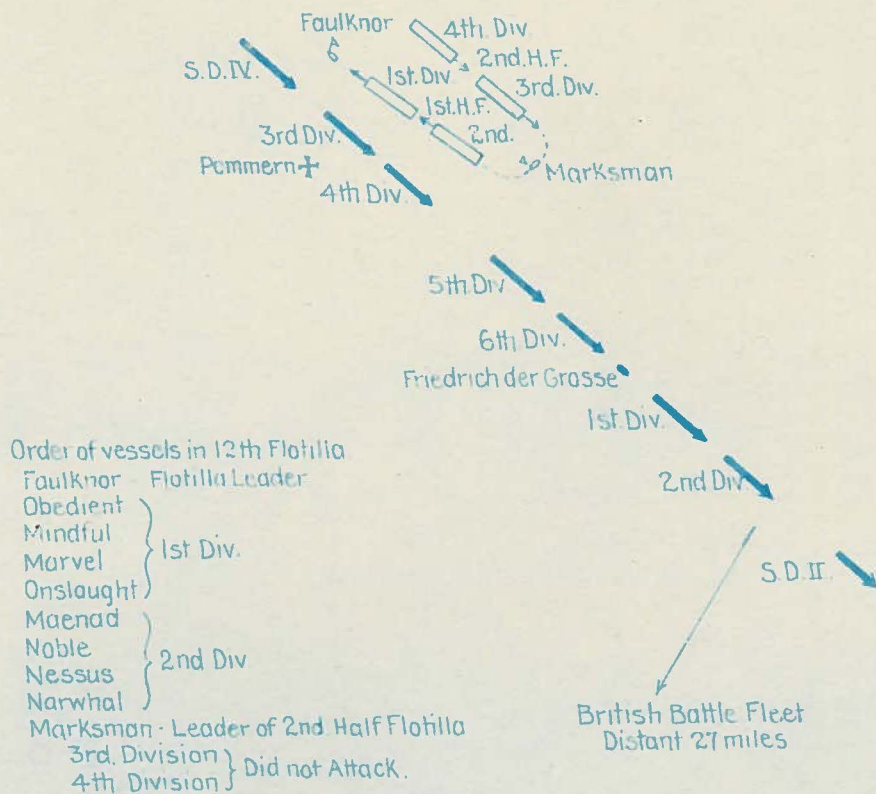 Faulknor
4th. Div.
2nd. H.F.
S.D. IV.
1st. Div
3rd. Div.
1st. H.F.
3rd Div.
2nd.
Pommern
Marksman
4th Div.
5th Div
6th Div.
Friedrich der Grosse
1st. Div.
2nd Div.
S.D. II.
Order of vessels in 12th Flotilla
Faulknor - Flotilla Leader
Obedient
Mindful
Marvel
Onslaught
1st Div.
Maenad
Noble
Nessus
Narwhal
2nd Div
Marksman - Leader of 2nd Half Flotilla
3rd. Division
4th Division
Did not Attack.
British Battle Fleet
Distant 27 miles